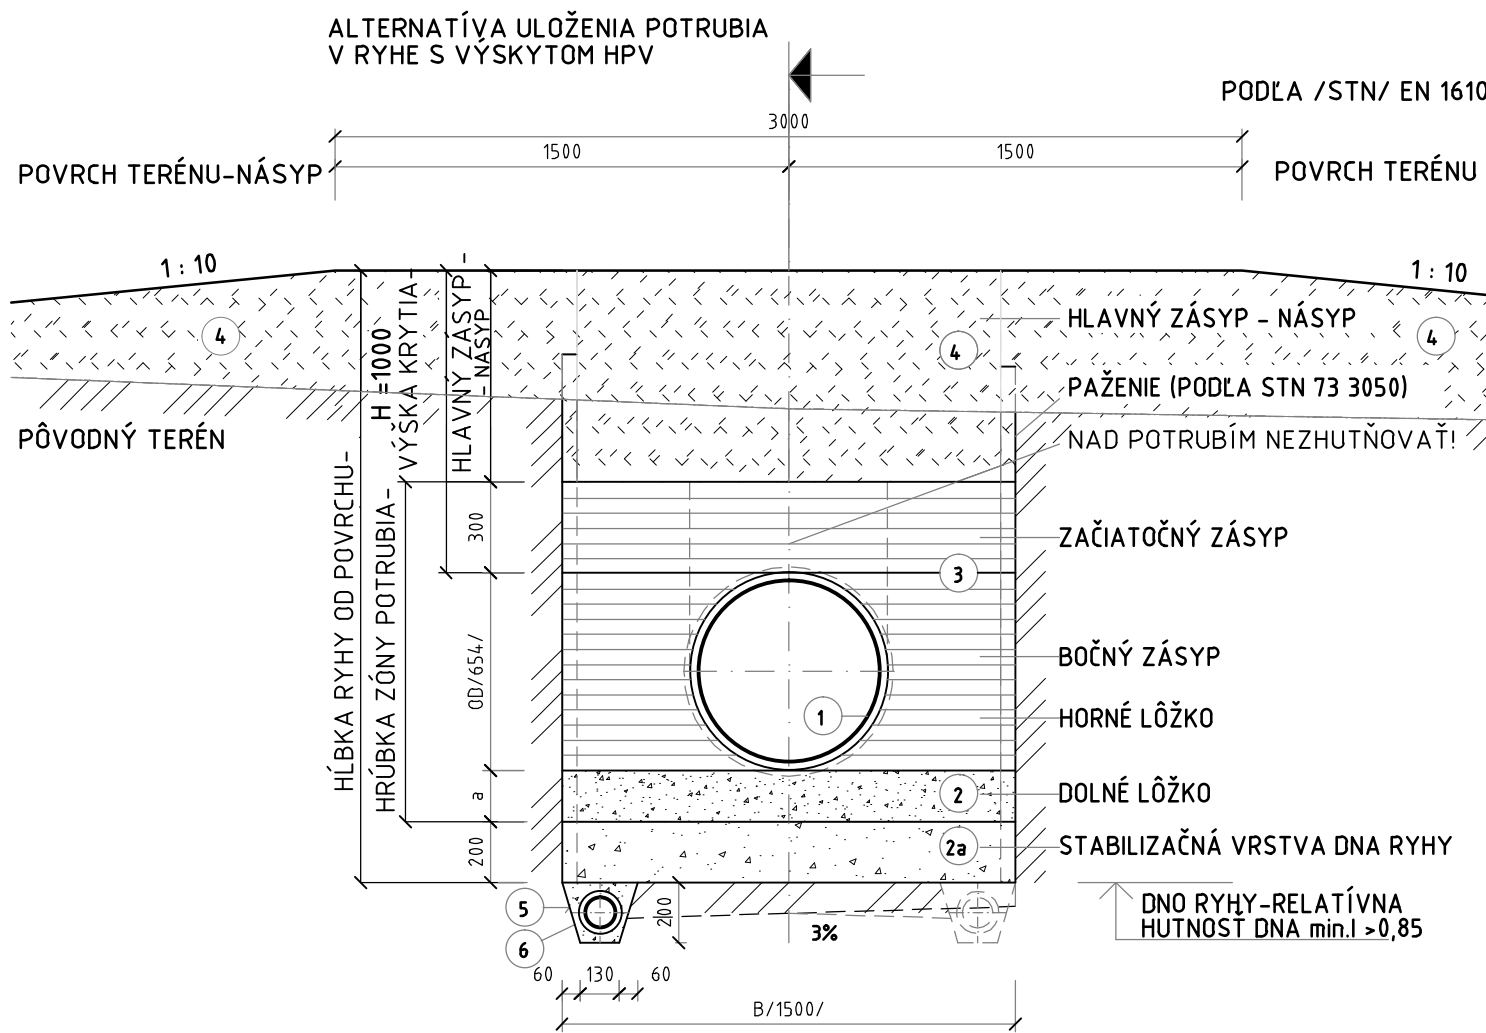 ALTERNATÍVA ULOŽENIA POTRUBIA
V RYHE S VÝSKYTOM HPV
PODĽA /STN/ EN 1610
3000
1500
1500
POVRCH TERÉNU-NÁSYP
POVRCH TERÉNU
1 : 10
1 : 10
4
4
4
HLAVNÝ ZÁSYP - NÁSYP
PAŽENIE (PODĽA STN 73 3050)
NAD POTRUBÍM NEZHUTŇOVAŤ!
PÔVODNÝ TERÉN
HĹBKA RYHY OD POVRCHU-
H =1000
VÝŠKA KRYTIA-
HRÚBKA ZÓNY POTRUBIA-
HLAVNÝ ZÁSYP -
- NÁSYP
300
OD/654/
a
200
ZAČIATOČNÝ ZÁSYP
3
BOČNÝ ZÁSYP
1
HORNÉ LÔŽKO
2
DOLNÉ LÔŽKO
2a
STABILIZAČNÁ VRSTVA DNA RYHY
5
6
200
3%
DNO RYHY-RELATÍVNA
HUTNOSŤ DNA min.I >0,85
60
130
60
B/1500/